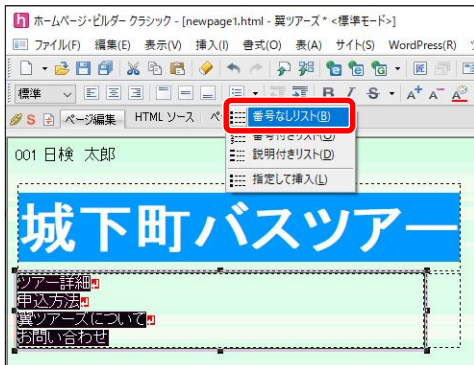 ホームページ・ビルダー クラシック - [newpage1.html - 翼ツアーズ * <標準モード>]
ファイル(F) 編集(E) 表示(V) 挿入(I) 書式(O) 表(A) サイト(S) WordPress(R)
標準 B I S A+ A-
S ページ編集 HTML ソース
番号なしリスト(B)
番号付きリスト(U)
説明付きリスト(D)
指定して挿入(L)
001 日検 太郎
城下町バスツアー
ツアー詳細
申込方法
翼ツアーズについて
お問い合わせ